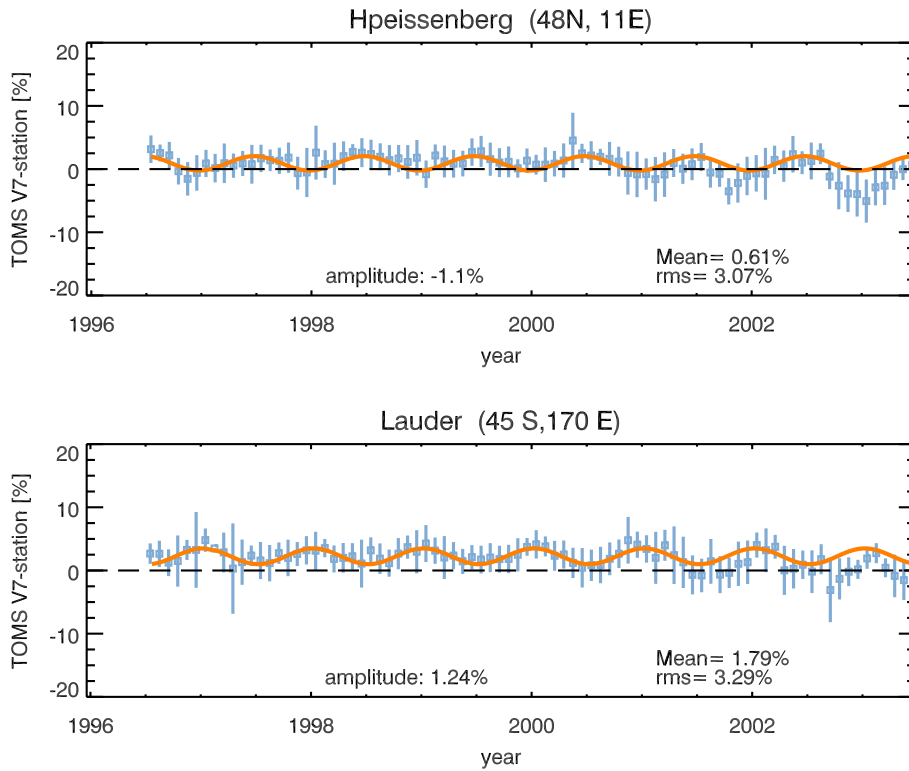 Hpeissenberg (48N, 11E)
TOMS V7-station [%]
20
10
0
-10
-20
amplitude: -1.1%
Mean= 0.61%
rms= 3.07%
1996
1998
2000
2002
year
Lauder (45 S,170 E)
TOMS V7-station [%]
20
10
0
-10
-20
amplitude: 1.24%
Mean= 1.79%
rms= 3.29%
1996
1998
2000
2002
year